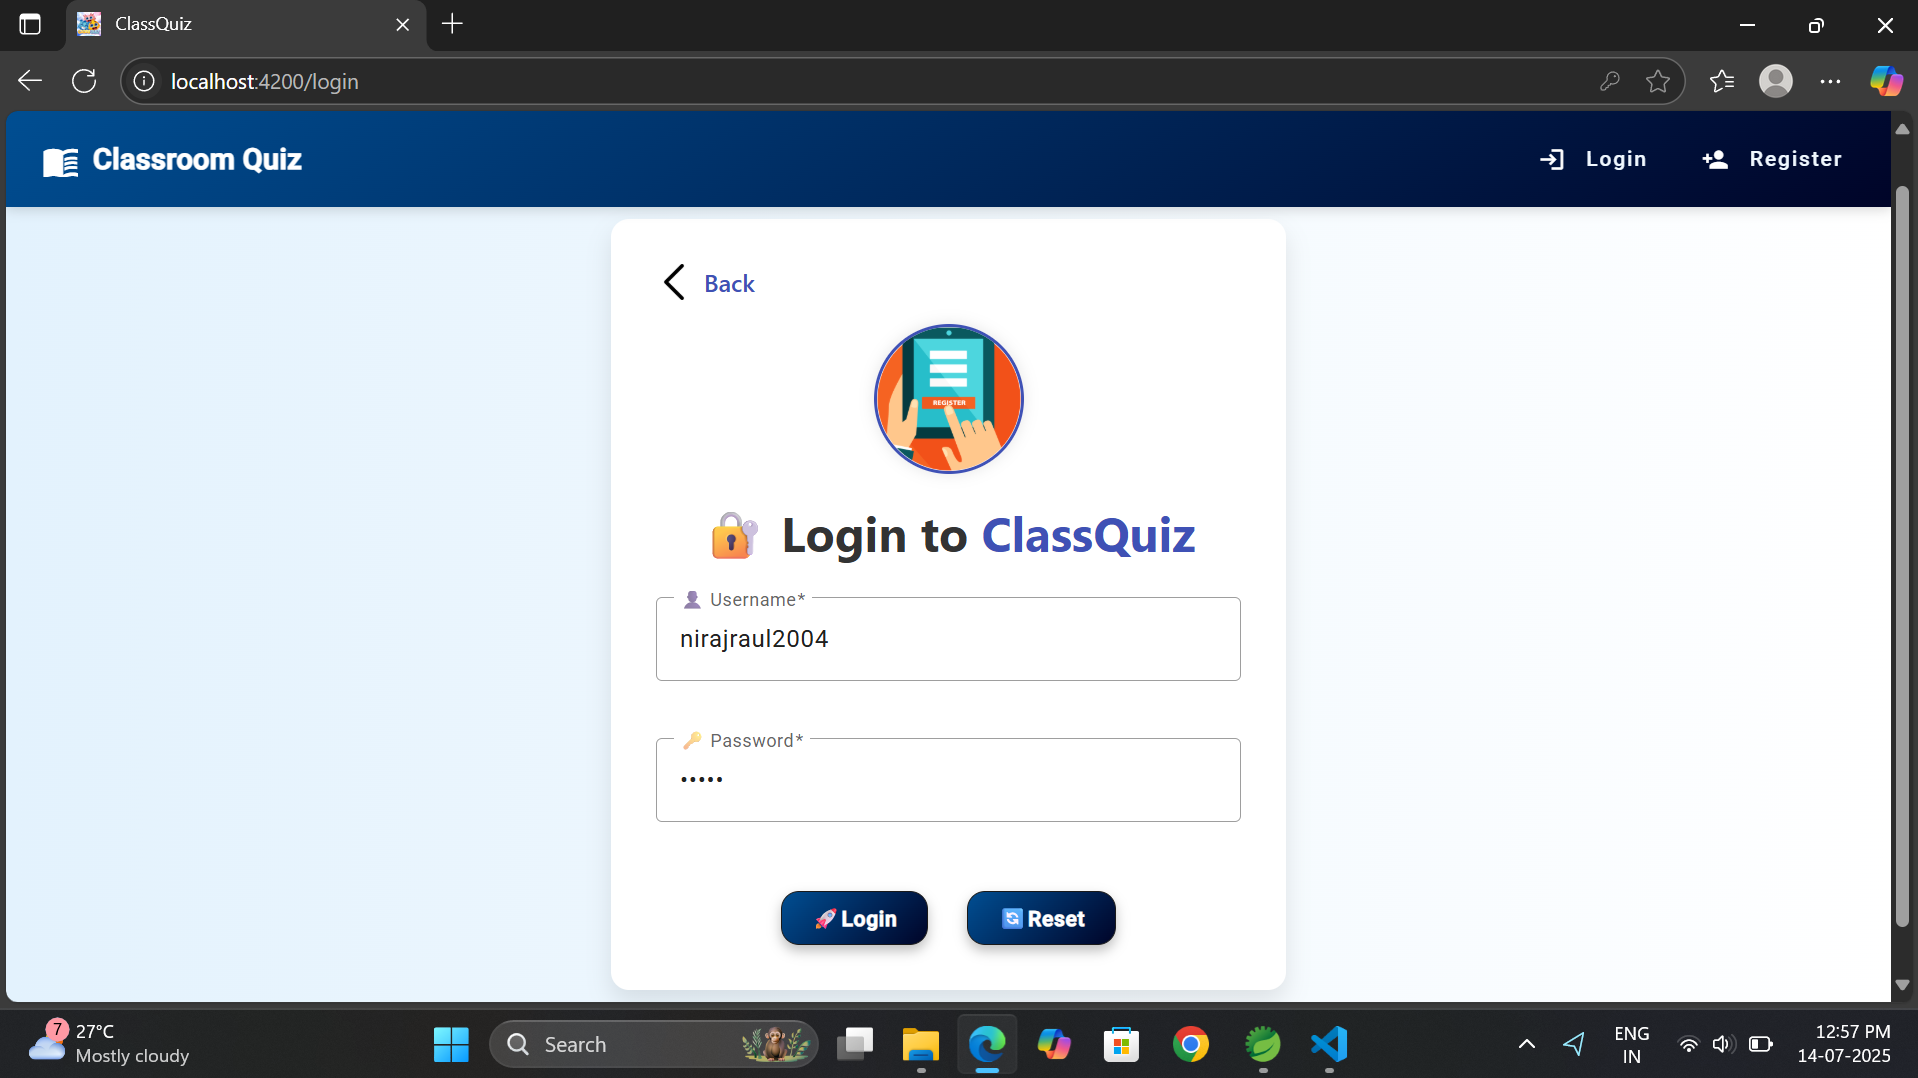 ClassQuiz
localhost:4200/login
Classroom Quiz
Login
Register
Back
REGISTER
🔐 Login to ClassQuiz
👤 Username*
nirajraul2004
🔑 Password*
•••••
🚀Login
🔄Reset
7
27°C
Mostly cloudy
Search
ENG
IN
12:57 PM
14-07-2025